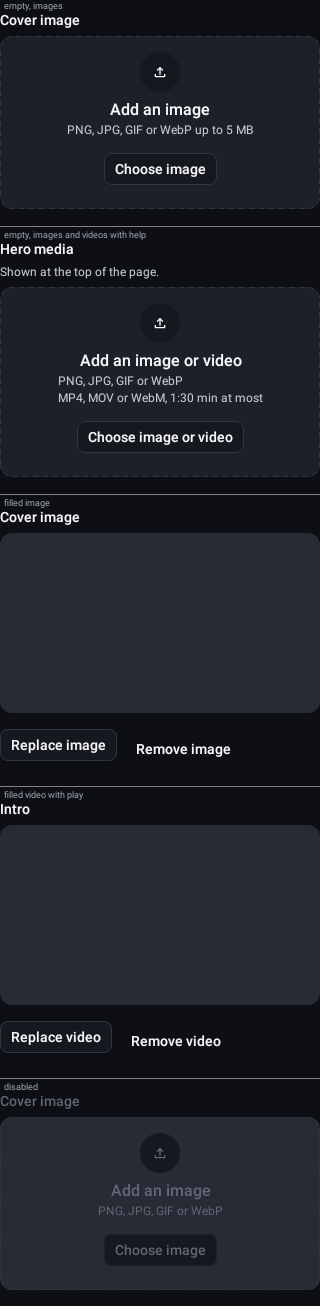 empty, images
Cover image
Add an image
PNG, JPG, GIF or WebP up to 5 MB
Choose image
empty, images and videos with help
Hero media
Shown at the top of the page.
Add an image or video
PNG, JPG, GIF or WebP
MP4, MOV or WebM, 1:30 min at most
Choose image or video
filled image
Cover image
Replace image
Remove image
filled video with play
Intro
Replace video
Remove video
disabled
Cover image
Add an image
PNG, JPG, GIF or WebP
Choose image